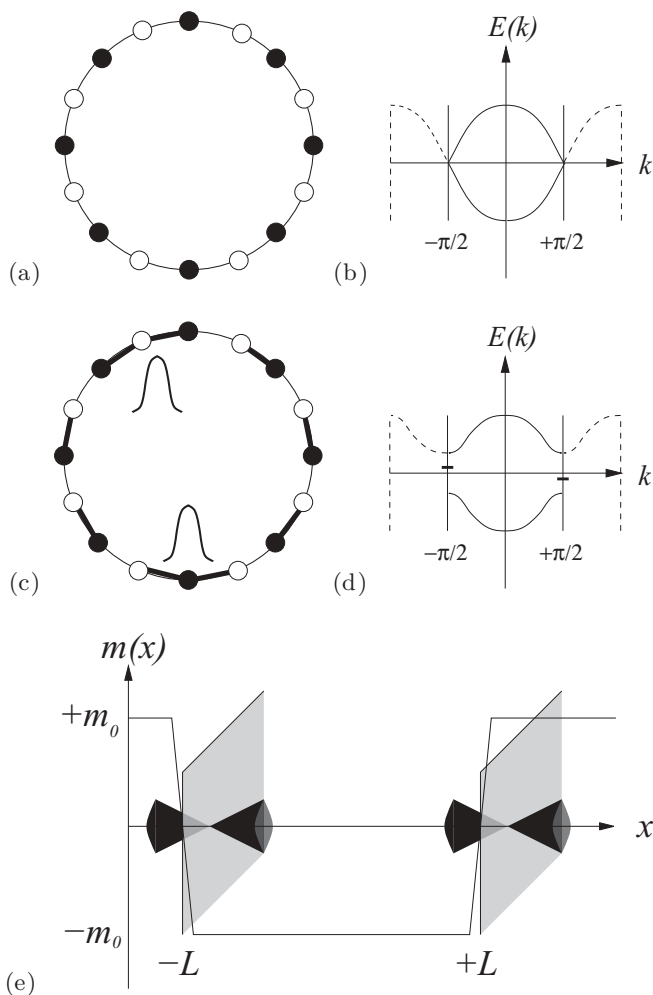 (a)
E(k)
k
−π/2
+π/2
(b)
(c)
E(k)
k
−π/2
+π/2
(d)
m(x)
+m₀
x
−m₀
−L
+L
(e)